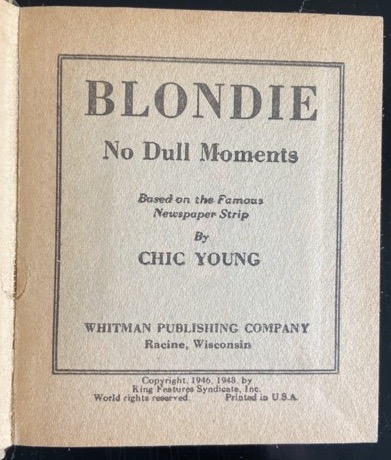 BLONDIE
No Dull Moments
Based on the Famous
Newspaper Strip
By
CHIC YOUNG
WHITMAN PUBLISHING COMPANY
Racine, Wisconsin
Copyright, 1946, 1948, by
King Features Syndicate, Inc.
World rights reserved. Printed in U.S.A.